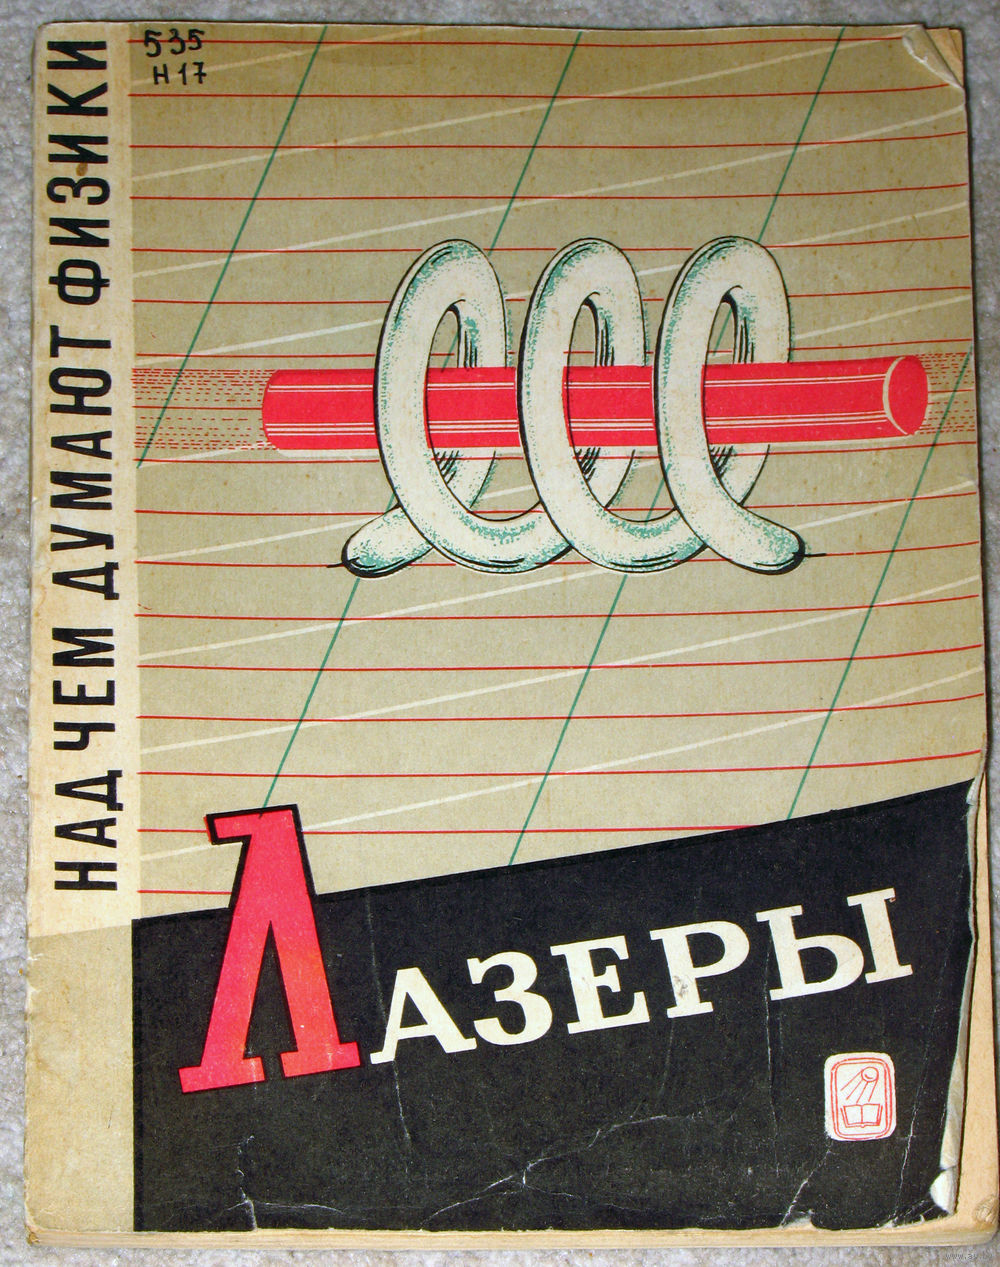 535
Н17
НАД ЧЕМ ДУМАЮТ ФИЗИКИ
ЛАЗЕРЫ